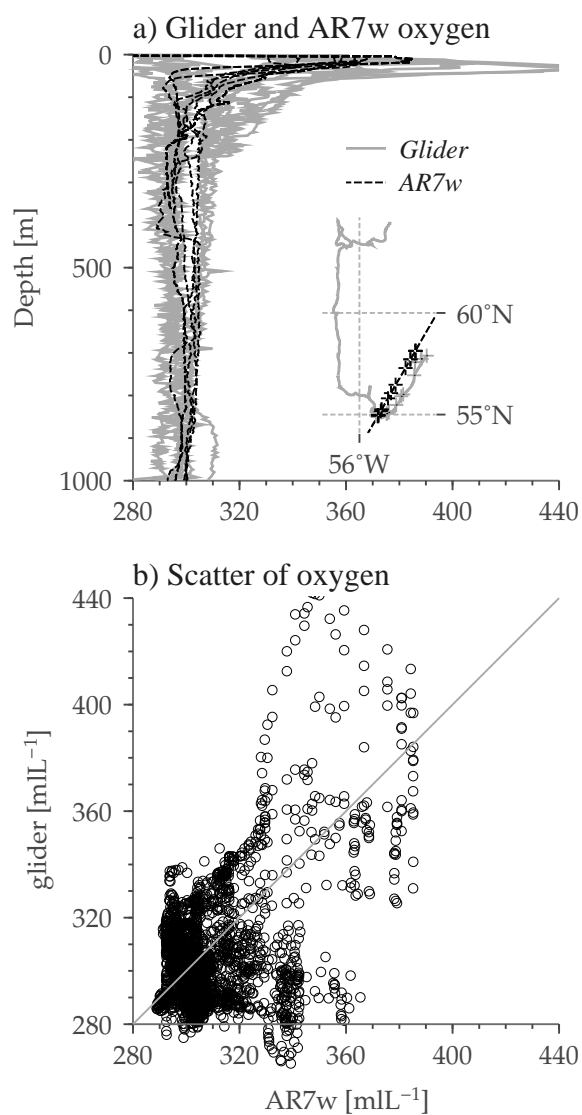 a) Glider and AR7w oxygen
0
500
1000
Depth [m]
Glider
AR7w
60°N
55°N
56°W
280
320
360
400
440
b) Scatter of oxygen
440
400
360
320
280
glider [mlL⁻¹]
280
320
360
400
440
AR7w [mlL⁻¹]